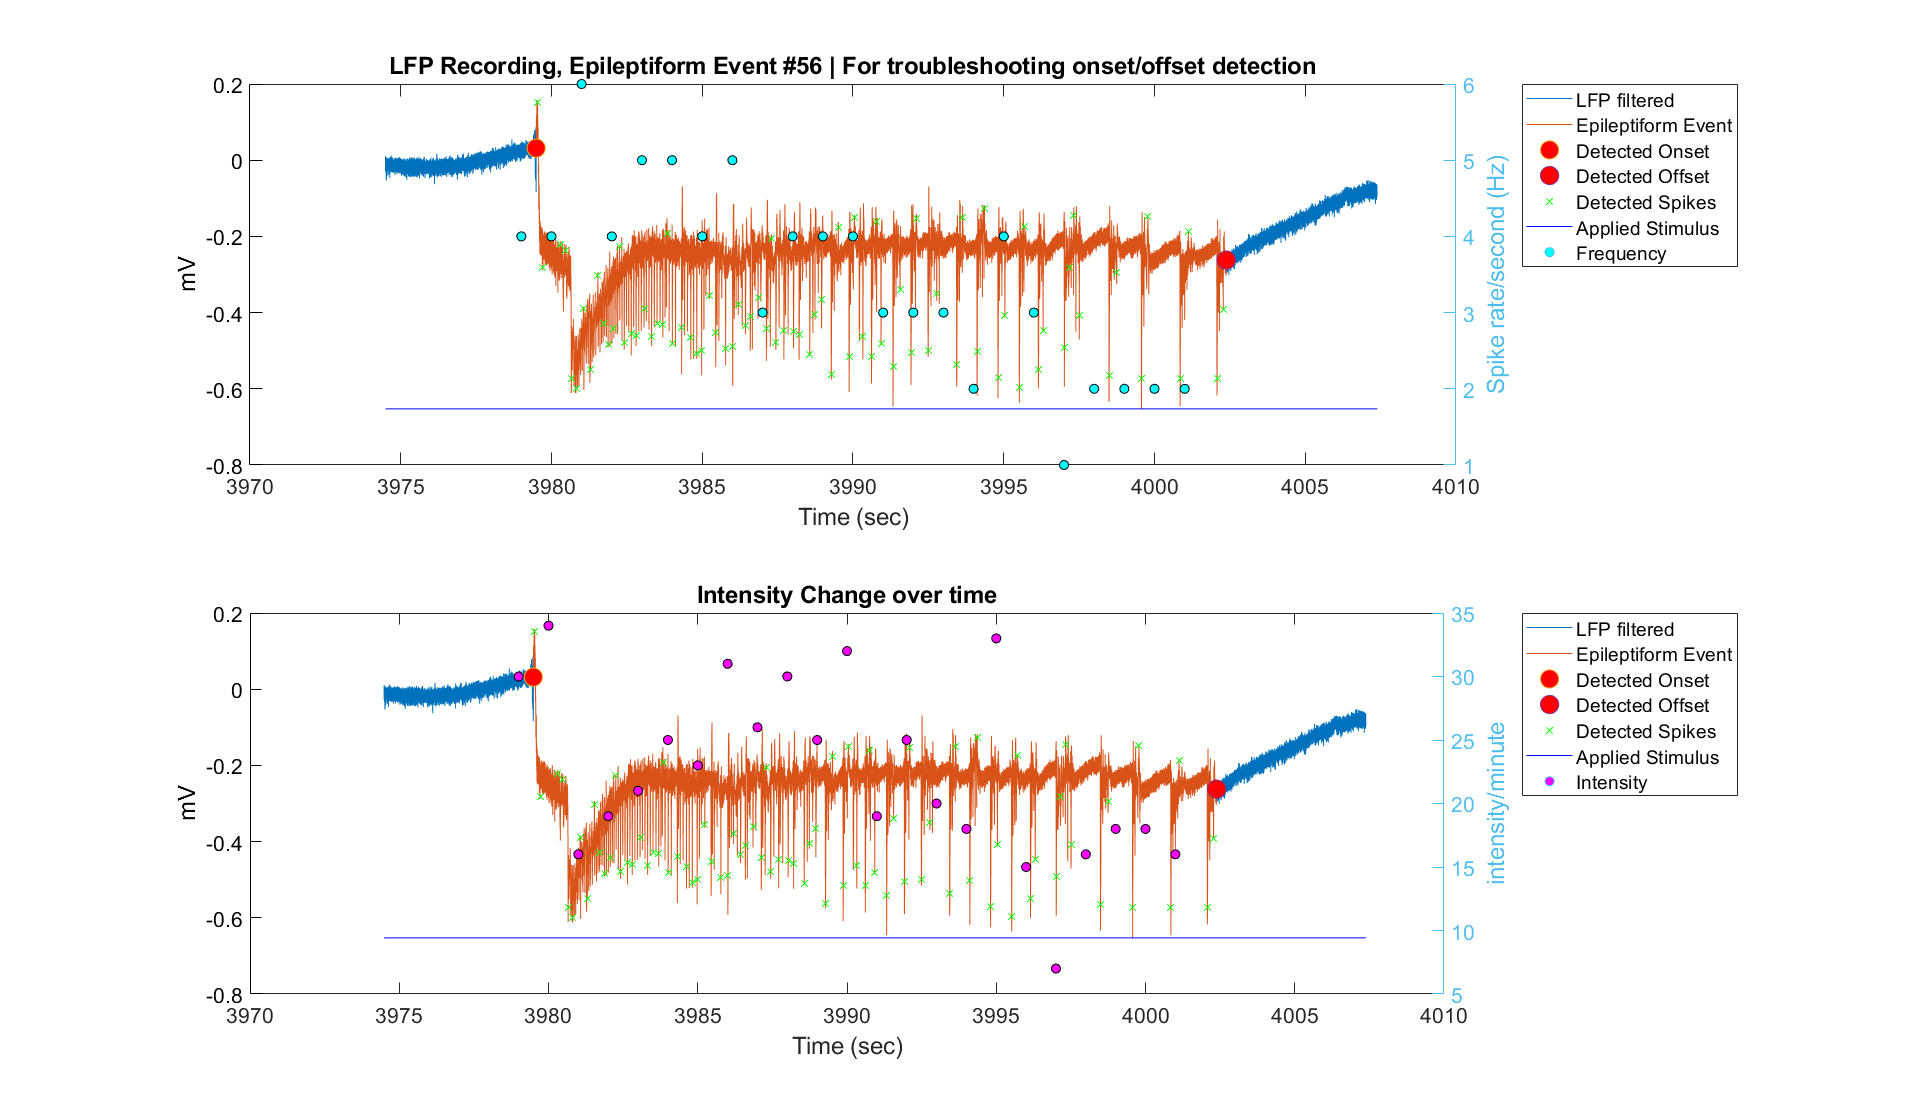 LFP Recording, Epileptiform Event #56 | For troubleshooting onset/offset detection
0.2
0
-0.2
-0.4
-0.6
-0.8
mV
3970
3975
3980
3985
3990
3995
4000
4005
4010
Time (sec)
6
5
4
3
2
1
Spike rate/second (Hz)
LFP filtered
Epileptiform Event
Detected Onset
Detected Offset
Detected Spikes
Applied Stimulus
Frequency
Intensity Change over time
0.2
0
-0.2
-0.4
-0.6
-0.8
mV
3970
3975
3980
3985
3990
3995
4000
4005
4010
Time (sec)
35
30
25
20
15
10
5
intensity/minute
LFP filtered
Epileptiform Event
Detected Onset
Detected Offset
Detected Spikes
Applied Stimulus
Intensity